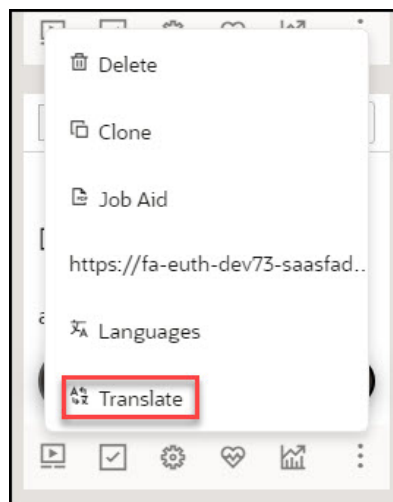 Delete
Clone
Job Aid
https://fa-euth-dev73-saasfad..
Languages
Translate